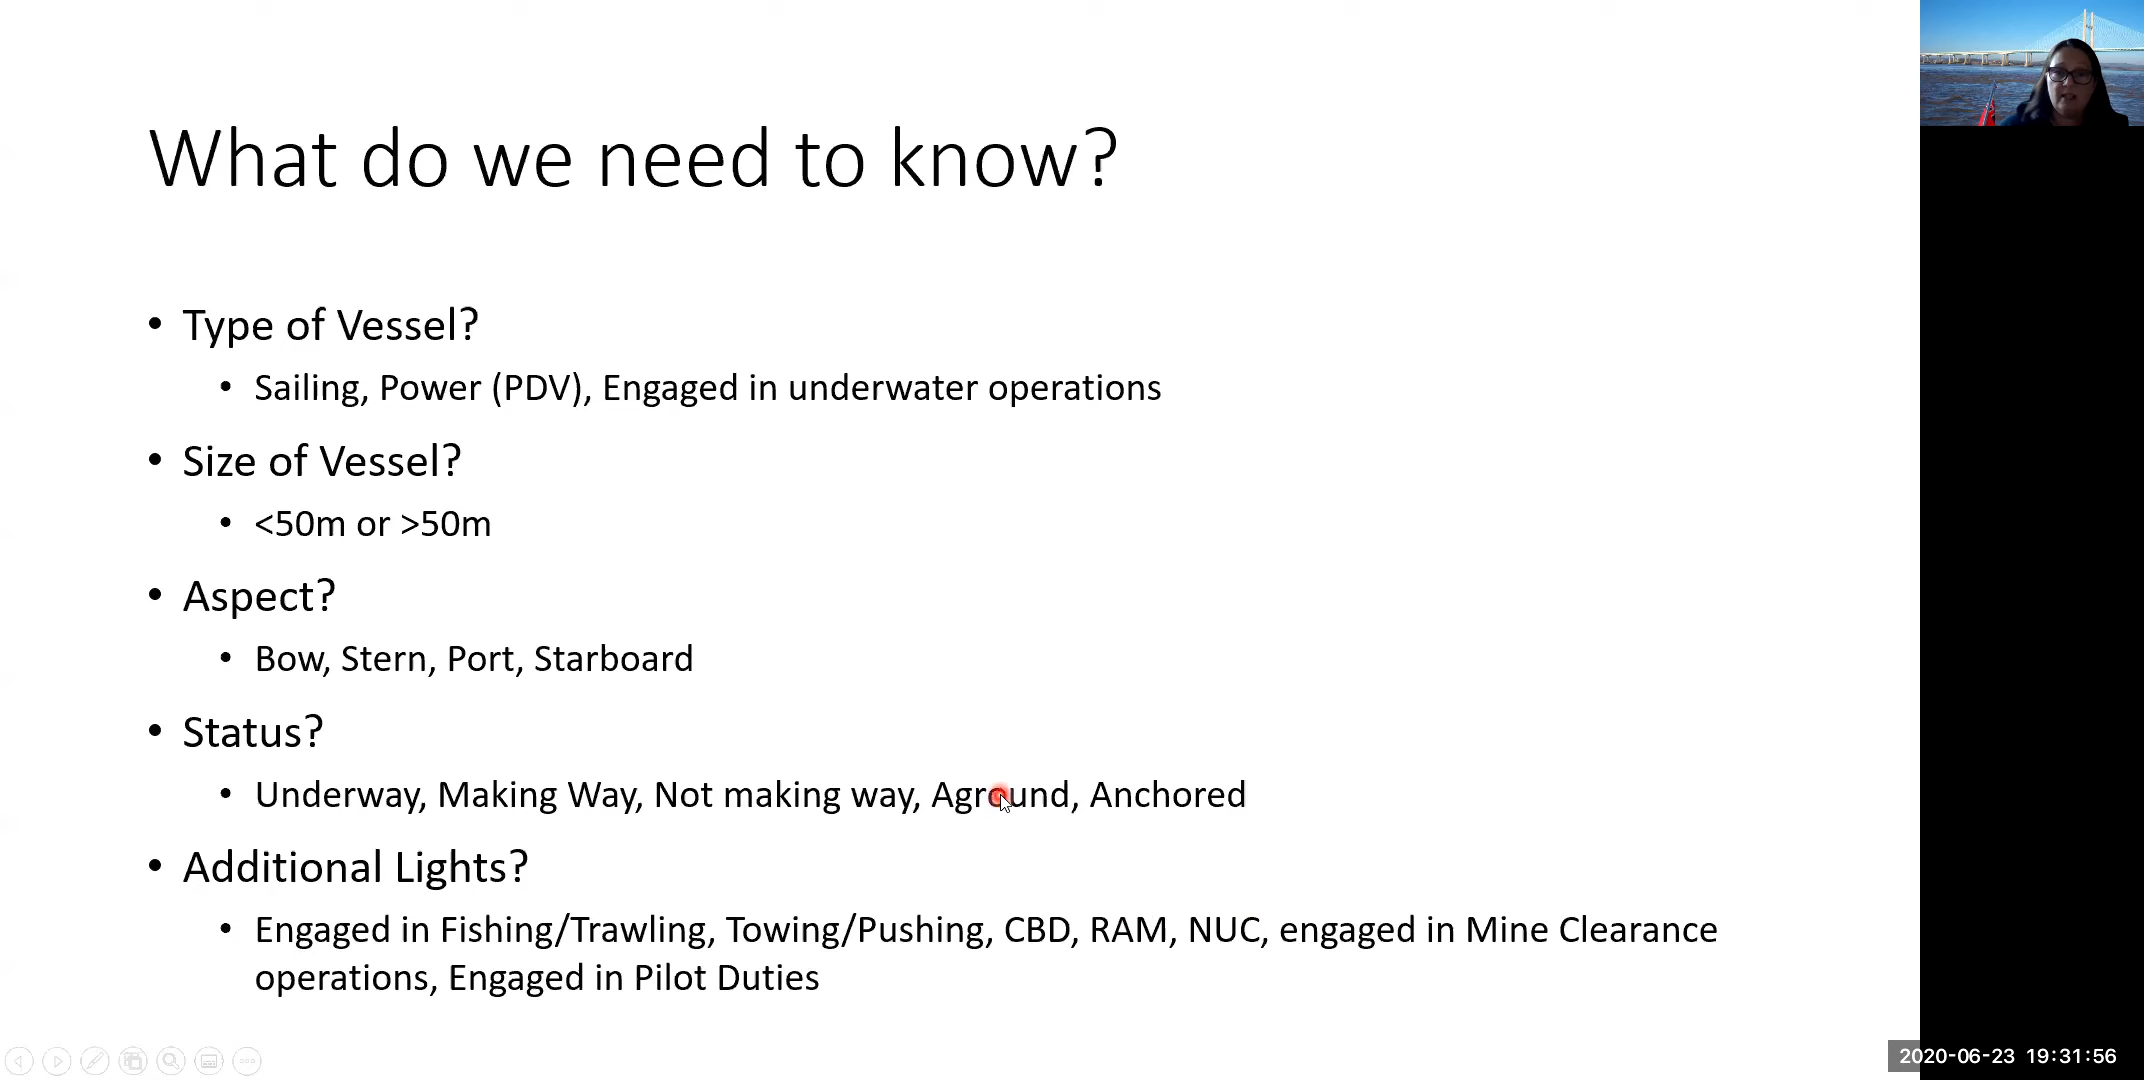 What do we need to know?
• Type of Vessel?
• Sailing, Power (PDV), Engaged in underwater operations
• Size of Vessel?
• <50m or >50m
• Aspect?
• Bow, Stern, Port, Starboard
• Status?
• Underway, Making Way, Not making way, Aground, Anchored
• Additional Lights?
• Engaged in Fishing/Trawling, Towing/Pushing, CBD, RAM, NUC, engaged in Mine Clearance
operations, Engaged in Pilot Duties
2020-06-23 19:31:56